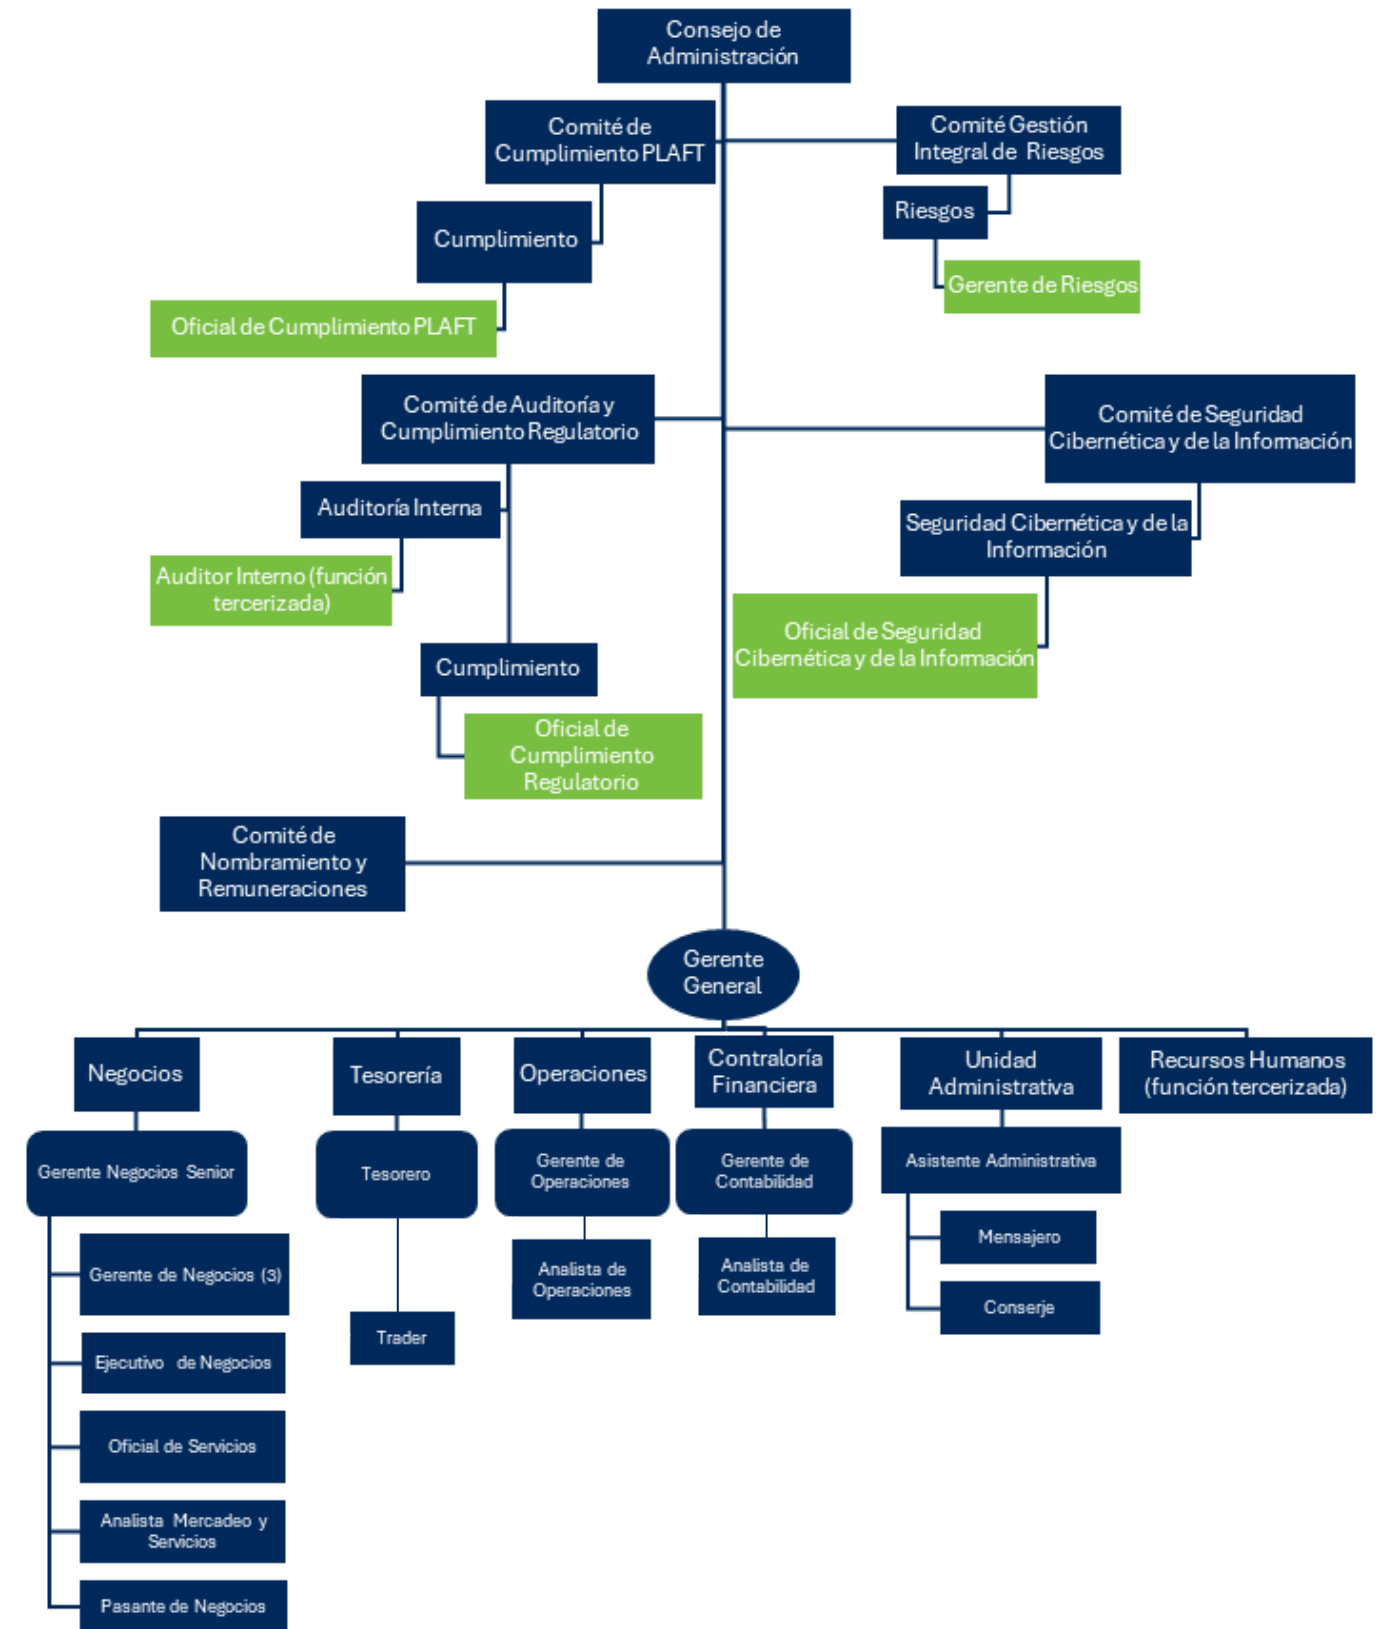 Consejo de
Administración
Comité de
Cumplimiento PLAFT
Comité Gestión
Integral de Riesgos
Cumplimiento
Riesgos
Gerente de Riesgos
Oficial de Cumplimiento PLAFT
Comité de Auditoría y
Cumplimiento Regulatorio
Comité de Seguridad
Cibernética y de la Información
Auditoría Interna
Seguridad Cibernética y de la
Información
Auditor Interno (función
tercerizada)
Oficial de Seguridad
Cibernética y de la Información
Cumplimiento
Oficial de
Cumplimiento
Regulatorio
Comité de
Nombramiento y
Remuneraciones
Gerente
General
Negocios
Tesorería
Operaciones
Contraloría
Financiera
Unidad
Administrativa
Recursos Humanos
(función tercerizada)
Gerente Negocios Senior
Tesorero
Gerente de
Operaciones
Gerente de
Contabilidad
Asistente Administrativa
Gerente de Negocios (3)
Trader
Analista de
Operaciones
Analista de
Contabilidad
Mensajero
Conserje
Ejecutivo de Negocios
Oficial de Servicios
Analista Mercadeo y
Servicios
Pasante de Negocios